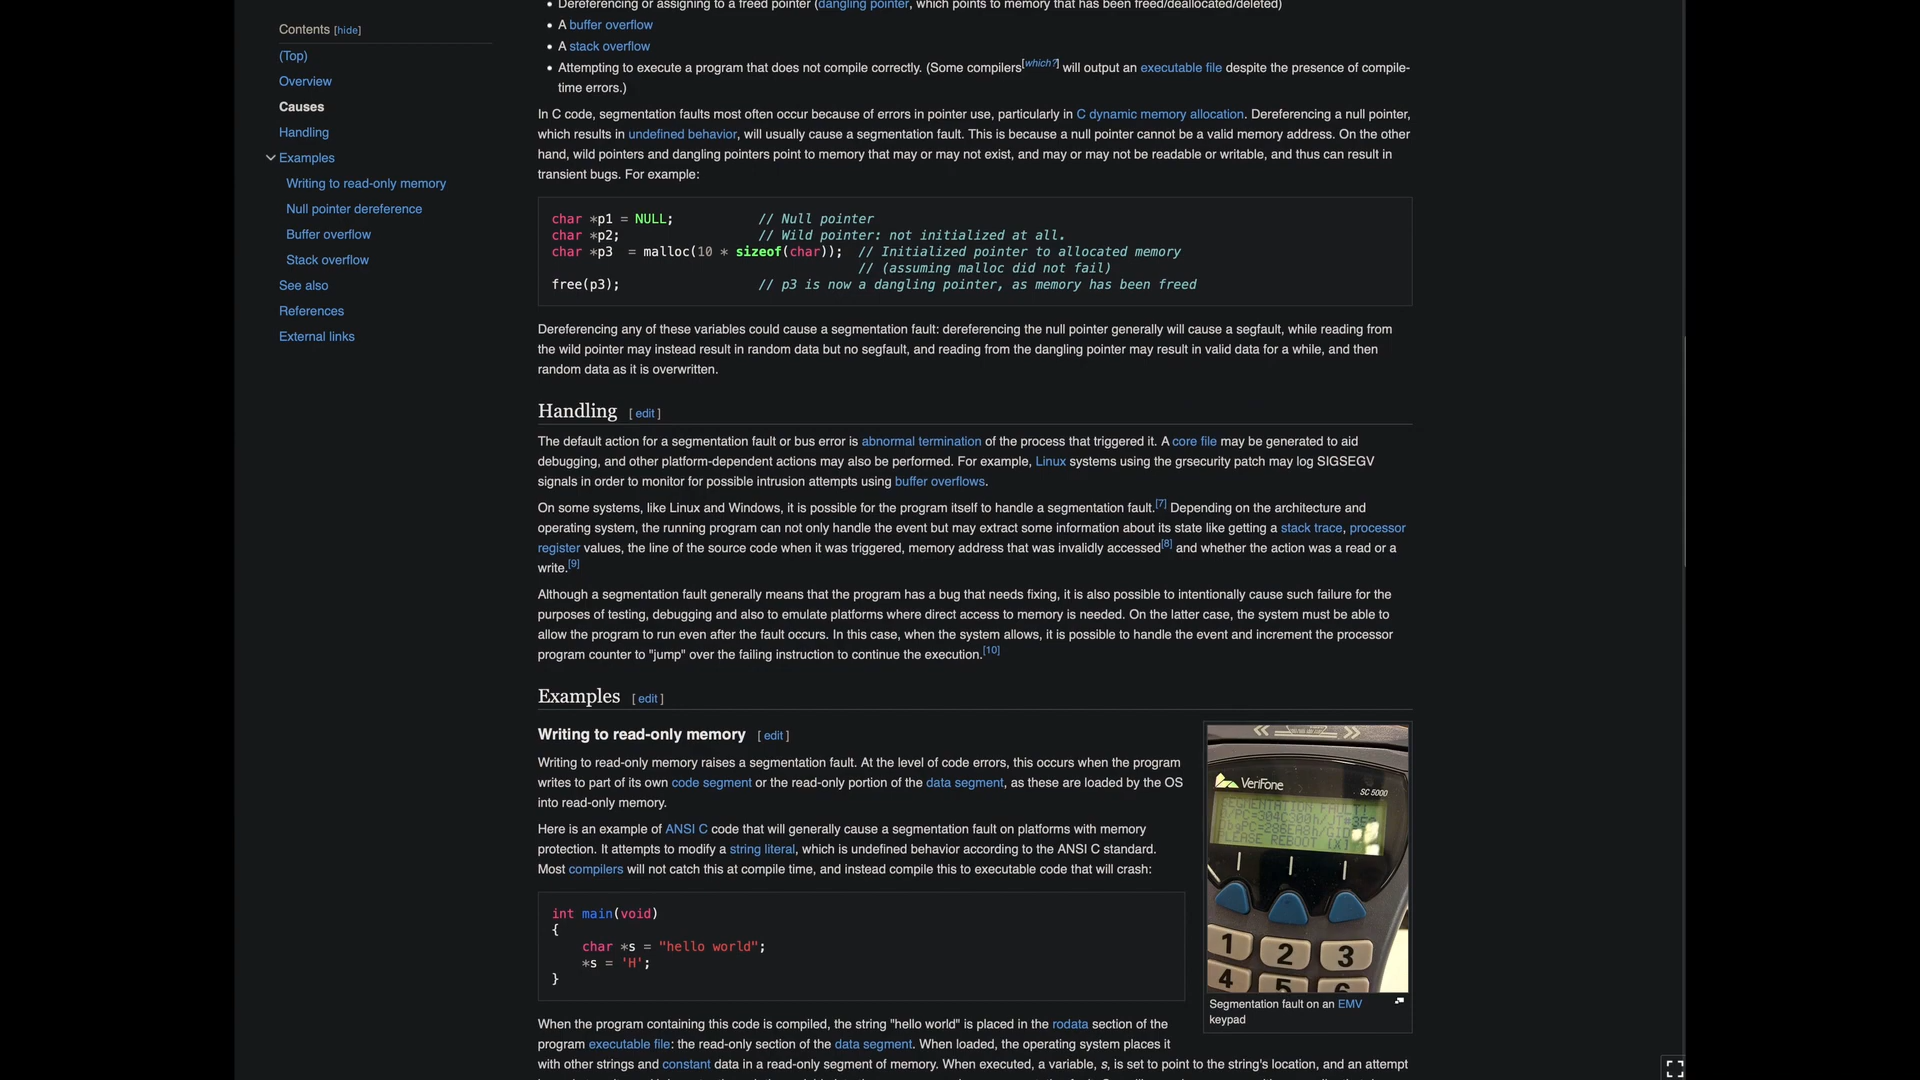 Contents [hide]
(Top)
Overview
Causes
Handling
Examples
Writing to read-only memory
Null pointer dereference
Buffer overflow
Stack overflow
See also
References
External links
• Dereferencing or assigning to a freed pointer (dangling pointer, which points to memory that has been freed/deallocated/deleted)
• A buffer overflow
• A stack overflow
• Attempting to execute a program that does not compile correctly. (Some compilers[which?] will output an executable file despite the presence of compile-
time errors.)
In C code, segmentation faults most often occur because of errors in pointer use, particularly in C dynamic memory allocation. Dereferencing a null pointer,
which results in undefined behavior, will usually cause a segmentation fault. This is because a null pointer cannot be a valid memory address. On the other
hand, wild pointers and dangling pointers point to memory that may or may not exist, and may or may not be readable or writable, and thus can result in
transient bugs. For example:
char *p1 = NULL;           // Null pointer
char *p2;                  // Wild pointer: not initialized at all.
char *p3  = malloc(10 * sizeof(char));  // Initialized pointer to allocated memory
                                        // (assuming malloc did not fail)
free(p3);                  // p3 is now a dangling pointer, as memory has been freed
Dereferencing any of these variables could cause a segmentation fault: dereferencing the null pointer generally will cause a segfault, while reading from
the wild pointer may instead result in random data but no segfault, and reading from the dangling pointer may result in valid data for a while, and then
random data as it is overwritten.
Handling [ edit ]
The default action for a segmentation fault or bus error is abnormal termination of the process that triggered it. A core file may be generated to aid
debugging, and other platform-dependent actions may also be performed. For example, Linux systems using the grsecurity patch may log SIGSEGV
signals in order to monitor for possible intrusion attempts using buffer overflows.
On some systems, like Linux and Windows, it is possible for the program itself to handle a segmentation fault.[7] Depending on the architecture and
operating system, the running program can not only handle the event but may extract some information about its state like getting a stack trace, processor
register values, the line of the source code when it was triggered, memory address that was invalidly accessed[8] and whether the action was a read or a
write.[9]
Although a segmentation fault generally means that the program has a bug that needs fixing, it is also possible to intentionally cause such failure for the
purposes of testing, debugging and also to emulate platforms where direct access to memory is needed. On the latter case, the system must be able to
allow the program to run even after the fault occurs. In this case, when the system allows, it is possible to handle the event and increment the processor
program counter to "jump" over the failing instruction to continue the execution.[10]
Examples [ edit ]
Writing to read-only memory [ edit ]
Writing to read-only memory raises a segmentation fault. At the level of code errors, this occurs when the program
writes to part of its own code segment or the read-only portion of the data segment, as these are loaded by the OS
into read-only memory.
Here is an example of ANSI C code that will generally cause a segmentation fault on platforms with memory
protection. It attempts to modify a string literal, which is undefined behavior according to the ANSI C standard.
Most compilers will not catch this at compile time, and instead compile this to executable code that will crash:
int main(void)
{
    char *s = "hello world";
    *s = 'H';
}
VeriFone
SC 5000
SEGMENTATION FAULT!
PLEASE REBOOT [X]
1 2 3
4 5 6
Segmentation fault on an EMV
keypad
When the program containing this code is compiled, the string "hello world" is placed in the rodata section of the
program executable file: the read-only section of the data segment. When loaded, the operating system places it
with other strings and constant data in a read-only segment of memory. When executed, a variable, s, is set to point to the string's location, and an attempt